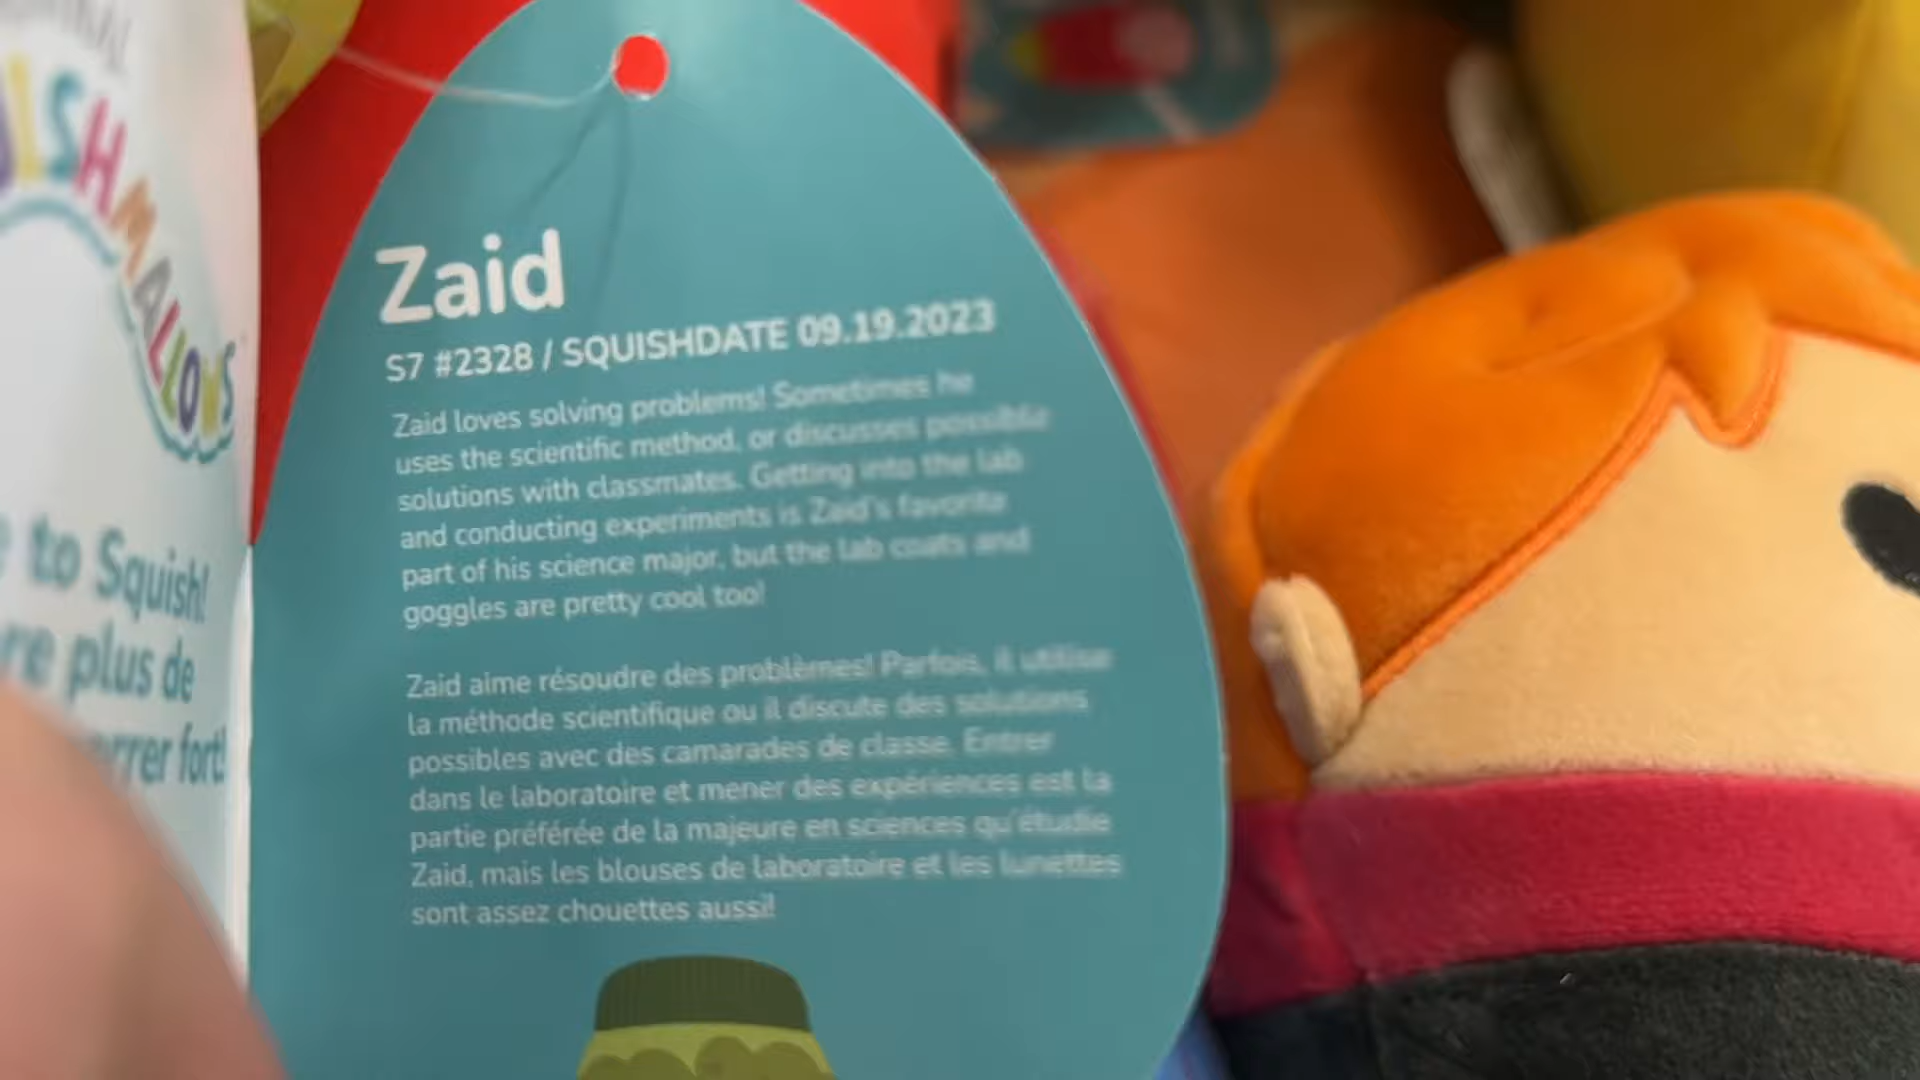 SHMALLOWS
to Squish!
plus de
fort!
Zaid
S7 #2328 / SQUISHDATE 09.19.2023
Zaid loves solving problems! Sometimes he
uses the scientific method, or discusses possible
solutions with classmates. Getting into the lab
and conducting experiments is Zaid's favorite
part of his science major, but the lab coats and
goggles are pretty cool too!
Zaid aime résoudre des problèmes! Parfois, il utilise
la méthode scientifique ou il discute des solutions
possibles avec des camarades de classe. Entrer
dans le laboratoire et mener des expériences est la
partie préférée de la majeure en sciences qu'étudie
Zaid, mais les blouses de laboratoire et les lunettes
sont assez chouettes aussi!